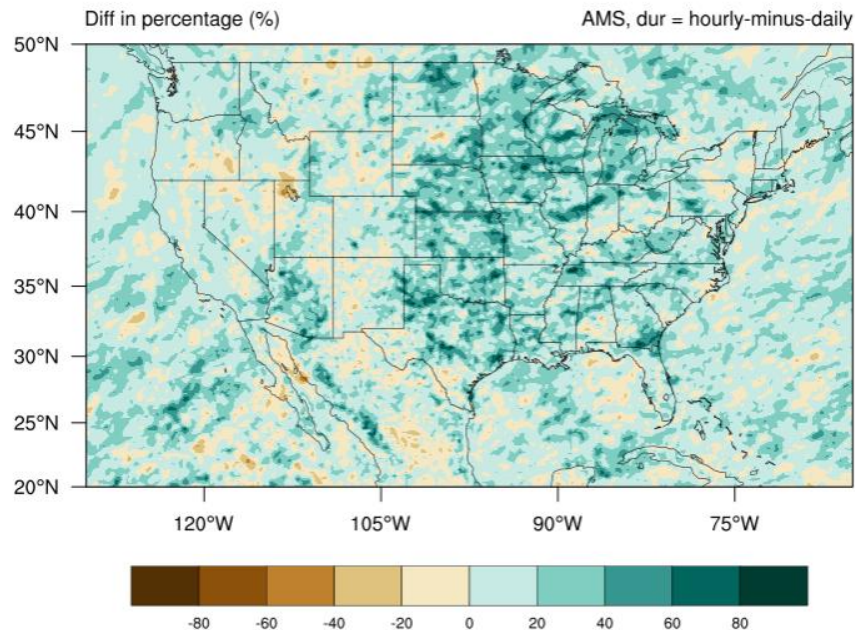 Diff in percentage (%) AMS, dur = hourly-minus-daily
50°N
45°N
40°N
35°N
30°N
25°N
20°N
120°W 105°W 90°W 75°W
-80 -60 -40 -20 0 20 40 60 80